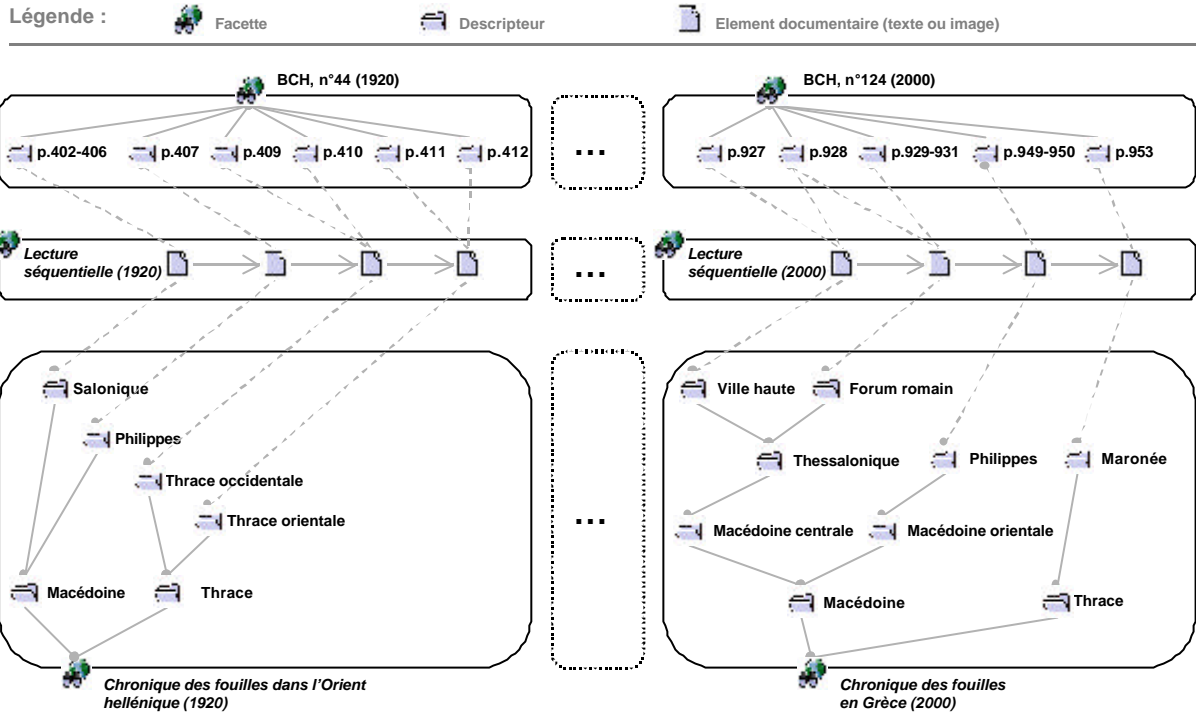 Légende :
Facette
Descripteur
Element documentaire (texte ou image)
BCH, n°44 (1920)
p.402-406
p.407
p.409
p.410
p.411
p.412
...
BCH, n°124 (2000)
p.927
p.928
p.929-931
p.949-950
p.953
Lecture
séquentielle (1920)
...
Lecture
séquentielle (2000)
Salonique
Philippes
Thrace occidentale
Thrace orientale
Macédoine
Thrace
Chronique des fouilles dans l'Orient
hellénique (1920)
...
Ville haute
Forum romain
Thessalonique
Philippes
Maronée
Macédoine centrale
Macédoine orientale
Macédoine
Thrace
Chronique des fouilles
en Grèce (2000)